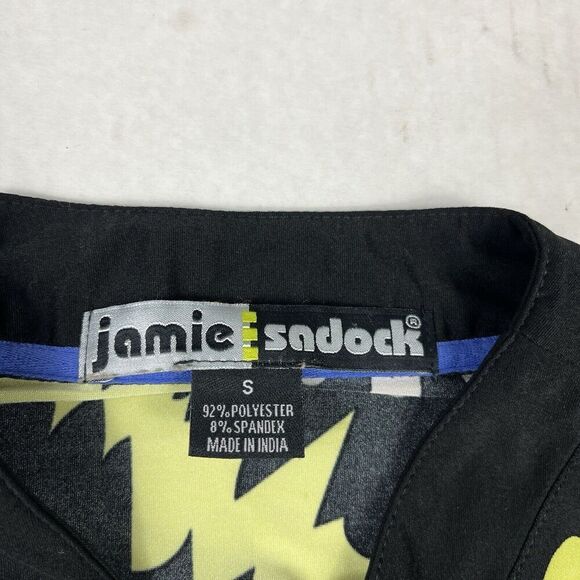 jamie sadock®
S
92% POLYESTER
8% SPANDEX
MADE IN INDIA